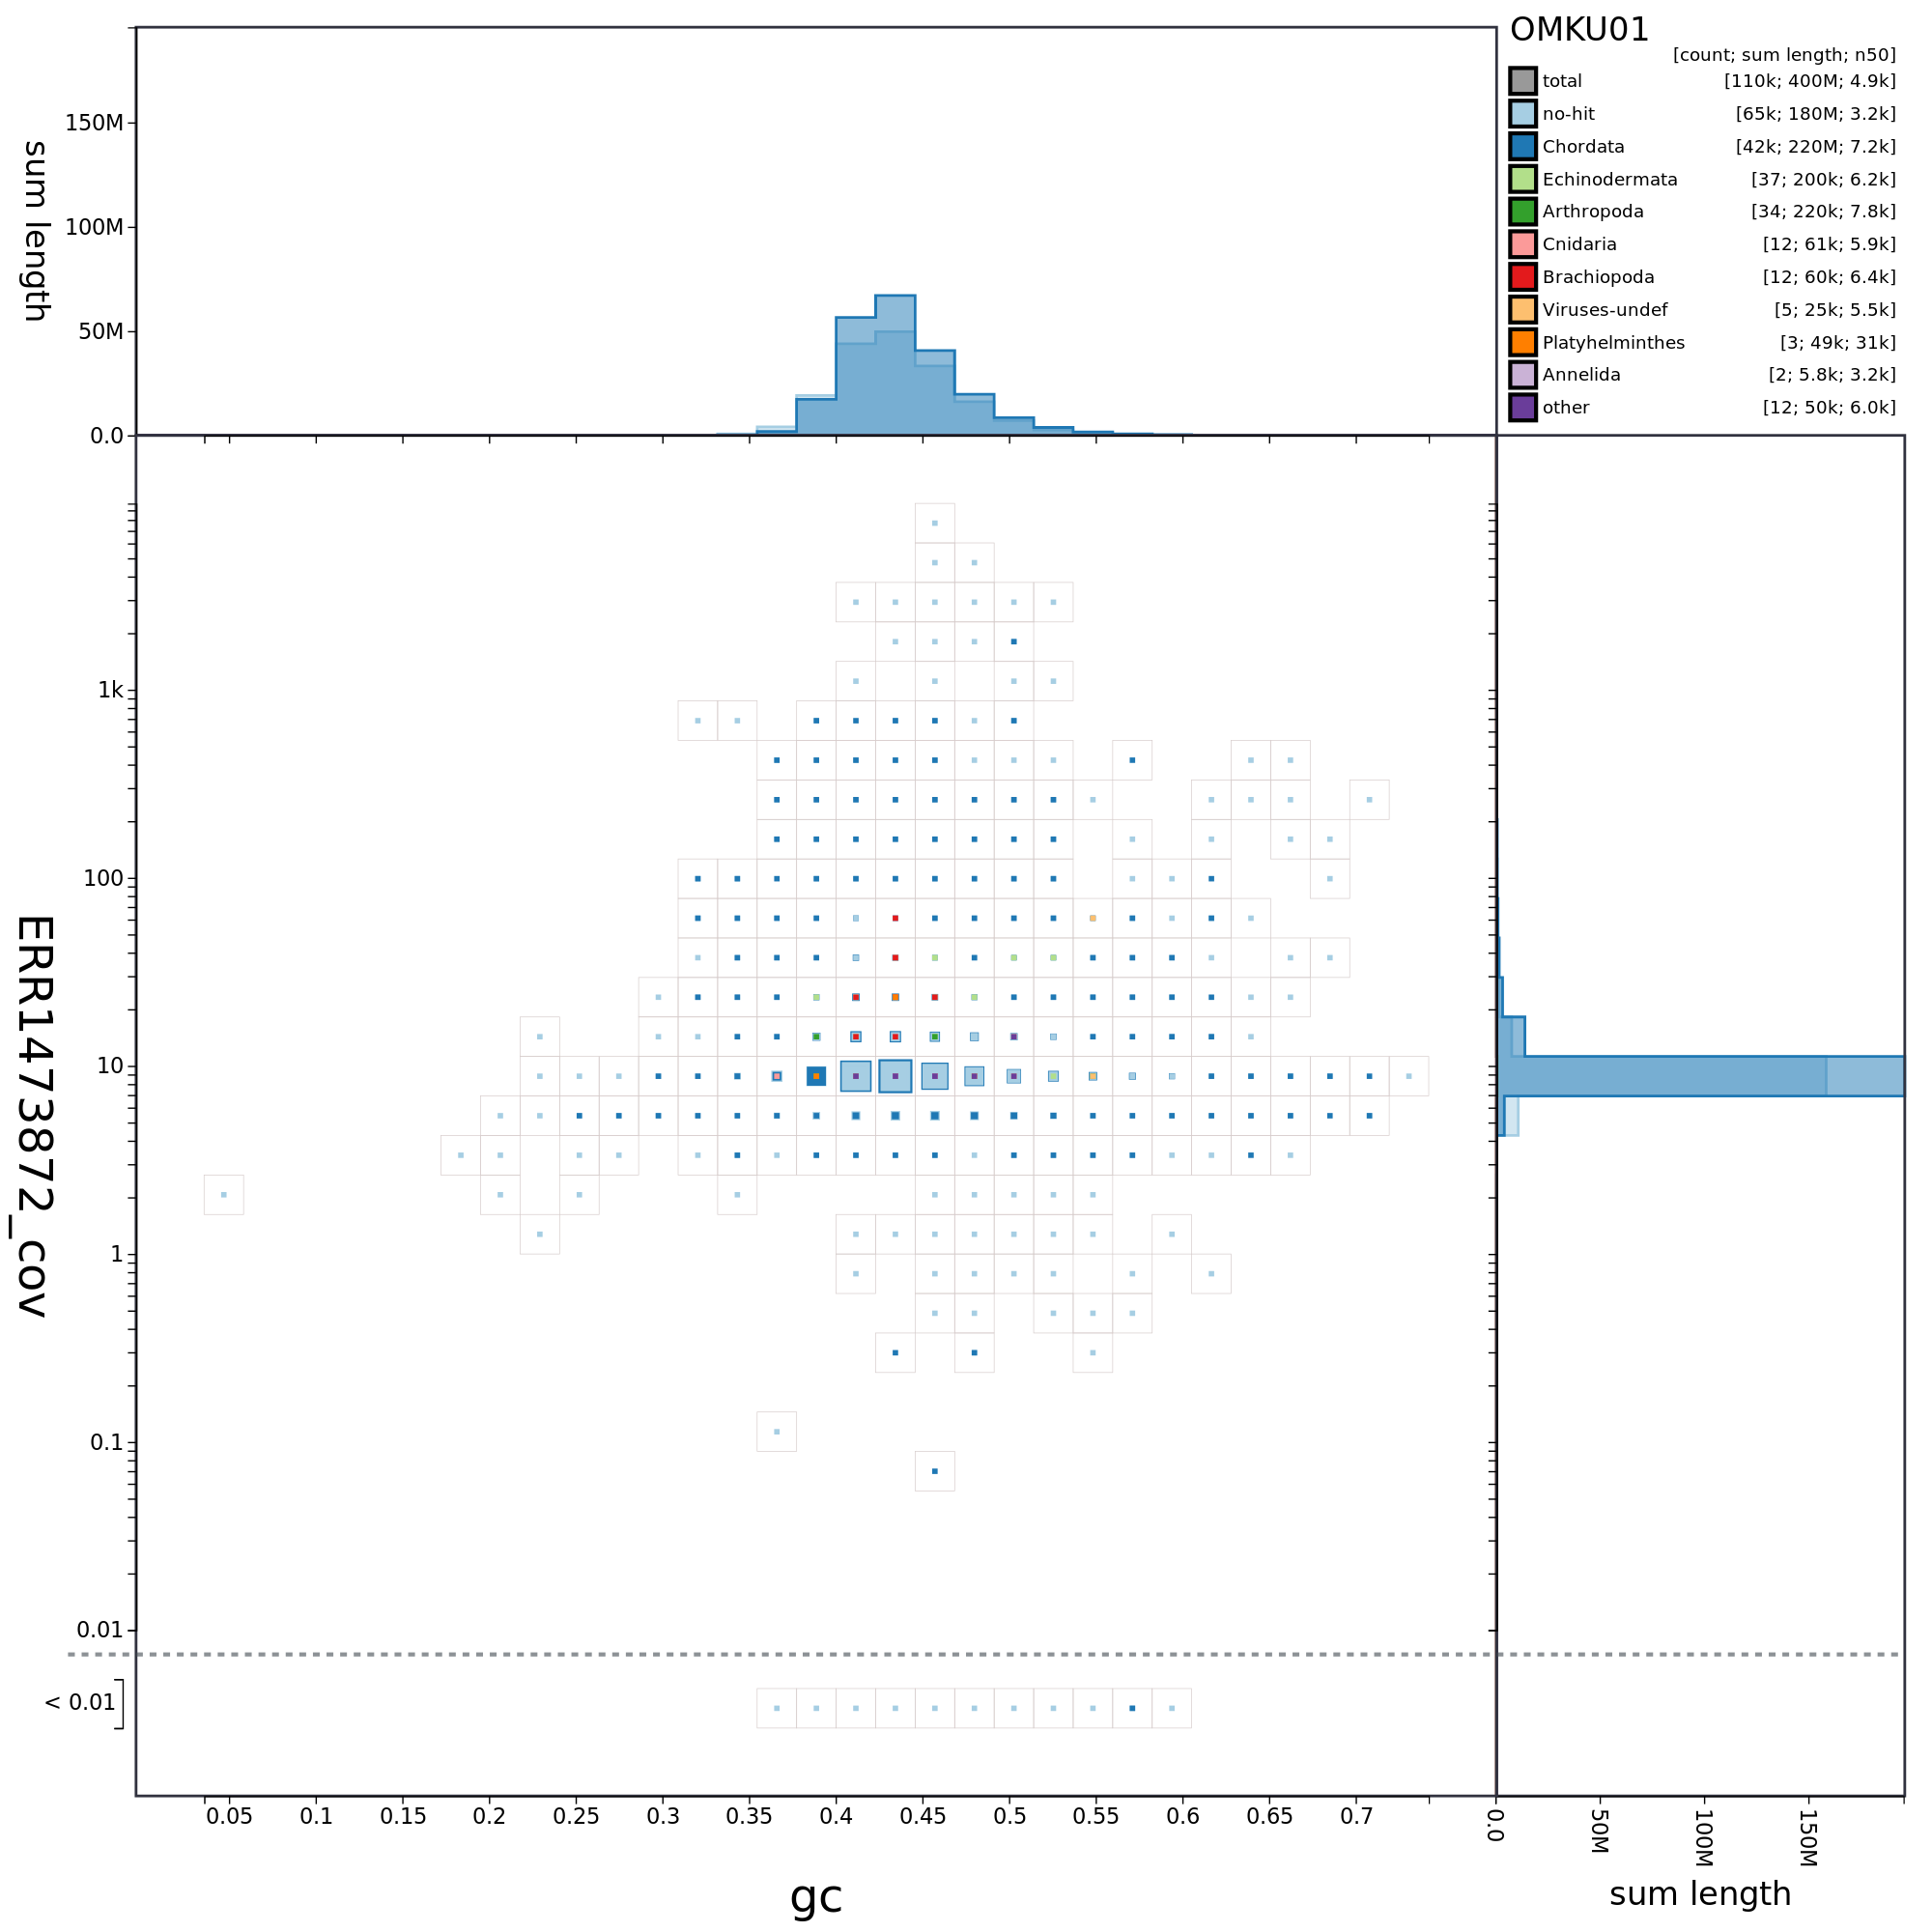 OMKU01
[count; sum length; n50]
total [110k; 400M; 4.9k]
no-hit [65k; 180M; 3.2k]
Chordata [42k; 220M; 7.2k]
Echinodermata [37; 200k; 6.2k]
Arthropoda [34; 220k; 7.8k]
Cnidaria [12; 61k; 5.9k]
Brachiopoda [12; 60k; 6.4k]
Viruses-undef [5; 25k; 5.5k]
Platyhelminthes [3; 49k; 31k]
Annelida [2; 5.8k; 3.2k]
other [12; 50k; 6.0k]
sum length
150M
100M
50M
0.0
ERR1473872_cov
1k
100
10
1
0.1
0.01
< 0.01
0.05 0.1 0.15 0.2 0.25 0.3 0.35 0.4 0.45 0.5 0.55 0.6 0.65 0.7
gc
0.0 50M 100M 150M
sum length